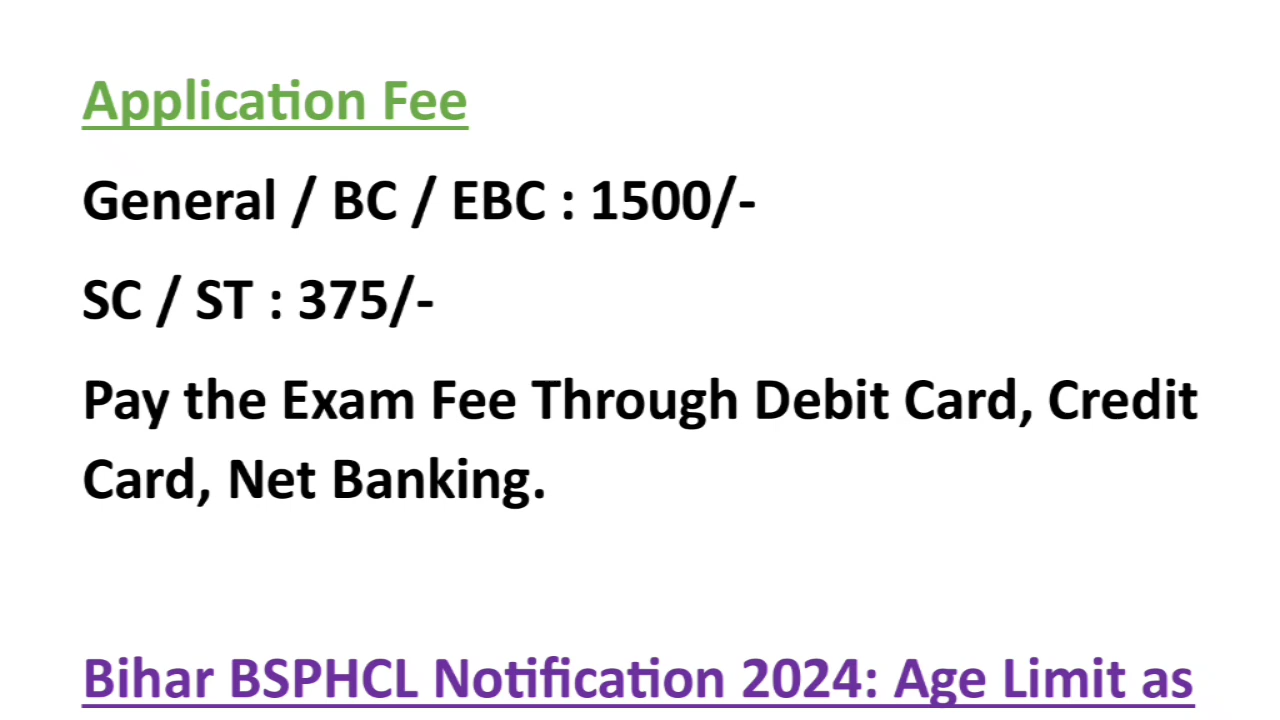 Application Fee
General / BC / EBC : 1500/-
SC / ST : 375/-
Pay the Exam Fee Through Debit Card, Credit
Card, Net Banking.
Bihar BSPHCL Notification 2024: Age Limit as